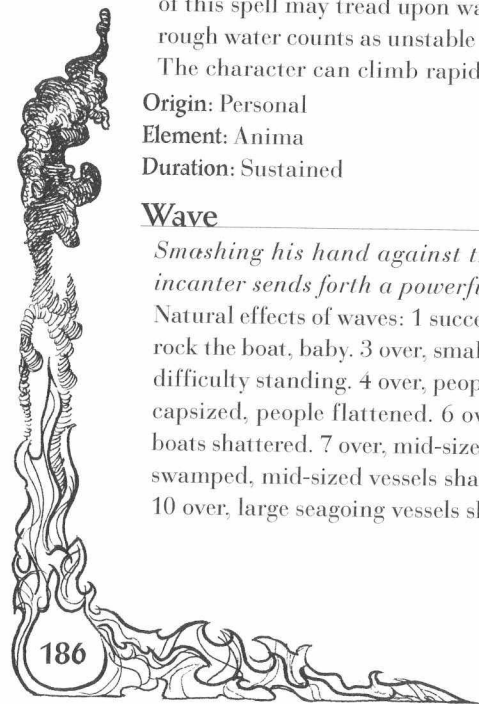 of this spell may tread upon wa
rough water counts as unstable
The character can climb rapid
Origin: Personal
Element: Anima
Duration: Sustained
Wave
Smashing his hand against t
incanter sends forth a powerf
Natural effects of waves: 1 succe
rock the boat, baby. 3 over, smal
difficulty standing. 4 over, peop
capsized, people flattened. 6 ov
boats shattered. 7 over, mid-size
swamped, mid-sized vessels sha
10 over, large seagoing vessels s
186